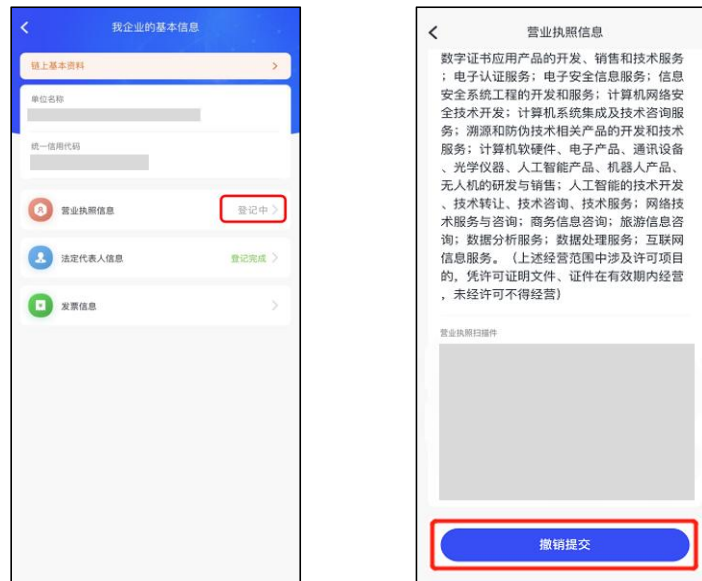 我企业的基本信息
链上基本资料
单位名称
统一信用代码
营业执照信息
登记中
法定代表人信息
登记完成
发票信息
营业执照信息
数字证书应用产品的开发、销售和技术服务
；电子认证服务；电子安全信息服务；信息
安全系统工程的开发和服务；计算机网络安
全技术开发；计算机系统集成及技术咨询服
务；溯源和防伪技术相关产品的开发和技术
服务；计算机软硬件、电子产品、通讯设备
、光学仪器、人工智能产品、机器人产品、
无人机的研发与销售；人工智能的技术开发
、技术转让、技术咨询、技术服务；网络技
术服务与咨询；商务信息咨询；旅游信息咨
询；数据分析服务；数据处理服务；互联网
信息服务。（上述经营范围中涉及许可项目
的，凭许可证明文件、证件在有效期内经营
，未经许可不得经营）
营业执照扫描件
撤销提交